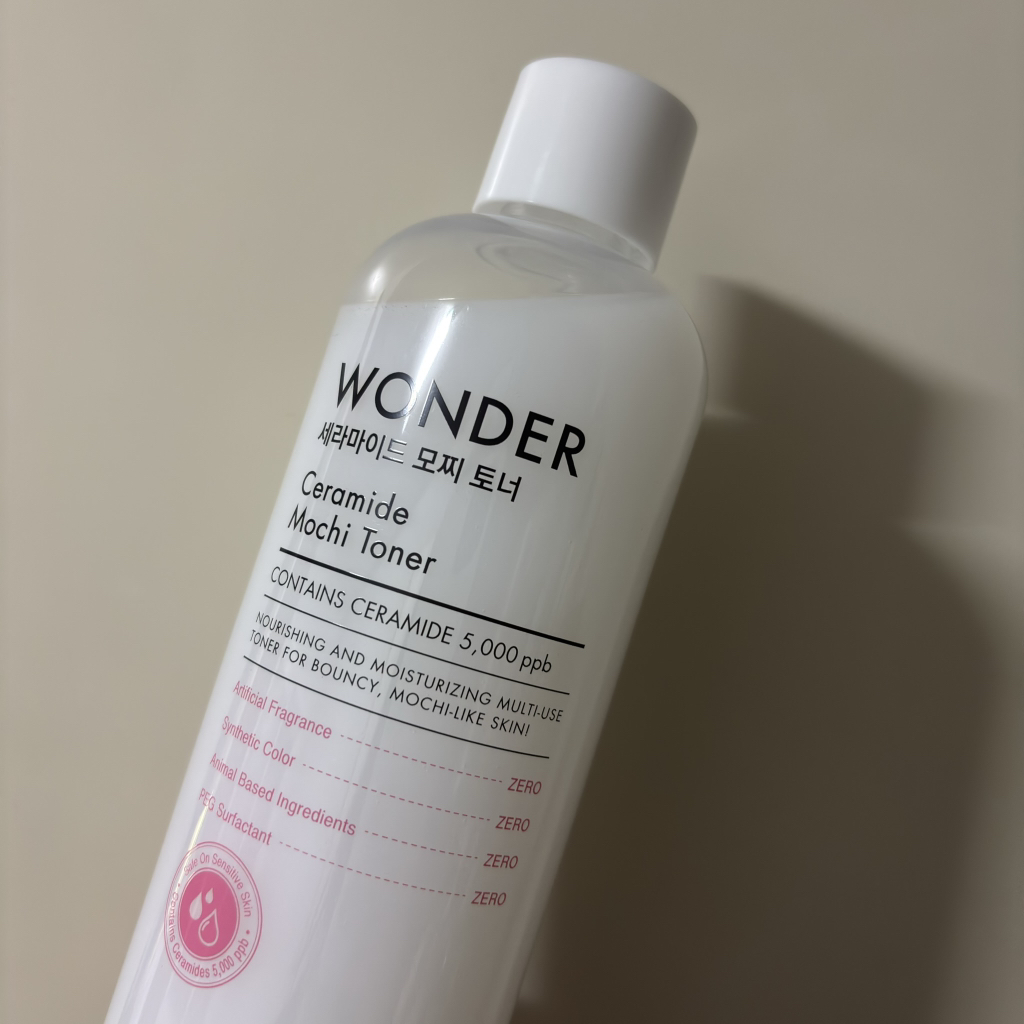 WONDER
세라마이드 모찌 토너
Ceramide
Mochi Toner
CONTAINS CERAMIDE 5,000 ppb
NOURISHING AND MOISTURIZING MULTI-USE
TONER FOR BOUNCY, MOCHI-LIKE SKIN!
Artificial Fragrance ZERO
Synthetic Color ZERO
Animal Based Ingredients ZERO
PEG Surfactant ZERO
Safe On Sensitive Skin
Contains Ceramides 5,000 ppb